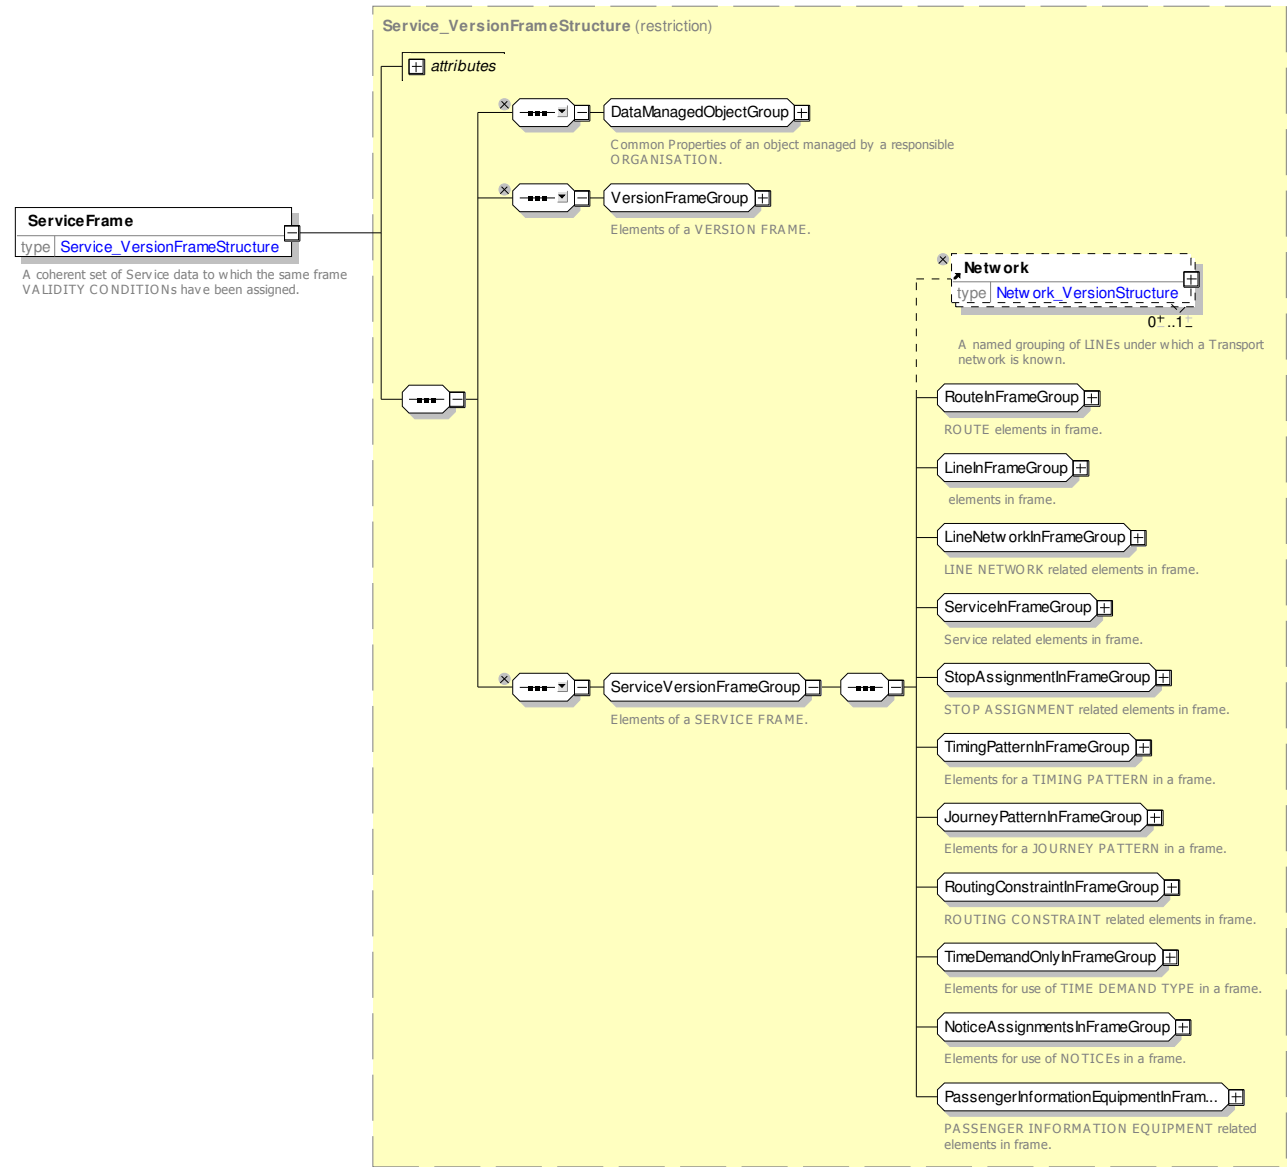 Service_VersionFrameStructure (restriction)
attributes
DataManagedObjectGroup
Common Properties of an object managed by a responsible
ORGANISATION.
VersionFrameGroup
Elements of a VERSION FRAME.
ServiceFrame
type Service_VersionFrameStructure
A coherent set of Service data to which the same frame
VALIDITY CONDITIONs have been assigned.
Network
type Network_VersionStructure
0..1
A named grouping of LINEs under which a Transport
network is known.
RouteInFrameGroup
ROUTE elements in frame.
LineInFrameGroup
elements in frame.
LineNetworkInFrameGroup
LINE NETWORK related elements in frame.
ServiceInFrameGroup
Service related elements in frame.
ServiceVersionFrameGroup
Elements of a SERVICE FRAME.
StopAssignmentInFrameGroup
STOP ASSIGNMENT related elements in frame.
TimingPatternInFrameGroup
Elements for a TIMING PATTERN in a frame.
JourneyPatternInFrameGroup
Elements for a JOURNEY PATTERN in a frame.
RoutingConstraintInFrameGroup
ROUTING CONSTRAINT related elements in frame.
TimeDemandOnlyInFrameGroup
Elements for use of TIME DEMAND TYPE in a frame.
NoticeAssignmentsInFrameGroup
Elements for use of NOTICEs in a frame.
PassengerInformationEquipmentInFram...
PASSENGER INFORMATION EQUIPMENT related
elements in frame.